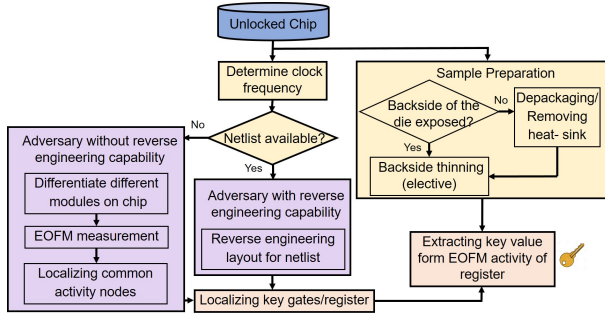 Unlocked Chip
Determine clock
frequency
Sample Preparation
Backside of the
die exposed?
No
Depackaging/
Removing
heat- sink
Yes
Backside thinning
(elective)
Netlist available?
No
Yes
Adversary without reverse
engineering capability
Differentiate different
modules on chip
EOFM measurement
Localizing common
activity nodes
Adversary with reverse
engineering capability
Reverse engineering
layout for netlist
Localizing key gates/register
Extracting key value
form EOFM activity of
register